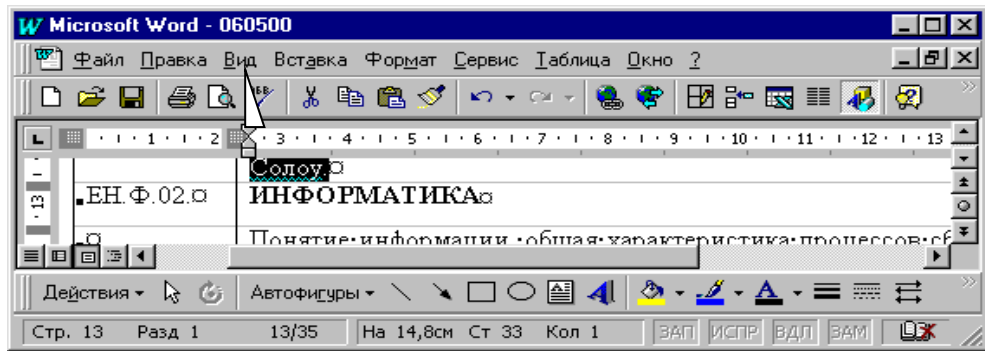 Microsoft Word - 060500
Файл Правка Вид Вставка Формат Сервис Таблица Окно ?
1 2 3 4 5 6 7 8 9 10 11 12 13
Солоу.¤
13
ЕН.Ф.02.¤ ИНФОРМАТИКА¤
¤ Понятие·информации,·общая·характеристика·процессов·сб
Действия Автофигуры
Стр. 13 Разд 1 13/35 На 14,8см Ст 33 Кол 1 ЗАП ИСПР ВДЛ ЗАМ